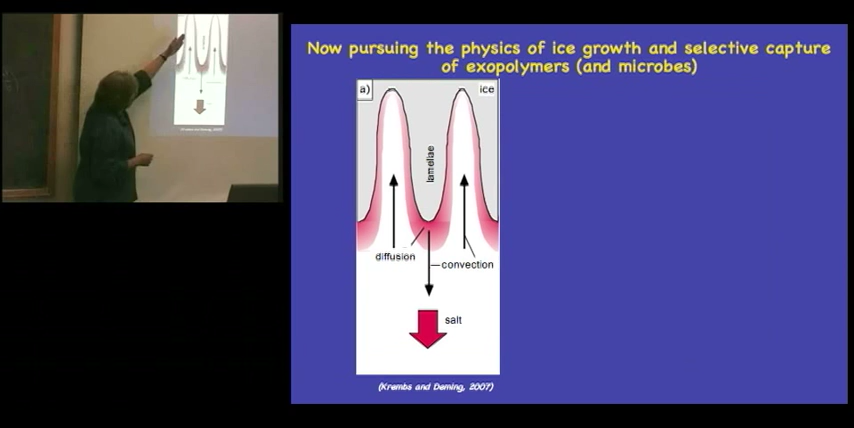 Now pursuing the physics of ice growth and selective capture
of exopolymers (and microbes)
a)
ice
lamellae
diffusion
convection
salt
(Krembs and Deming, 2007)